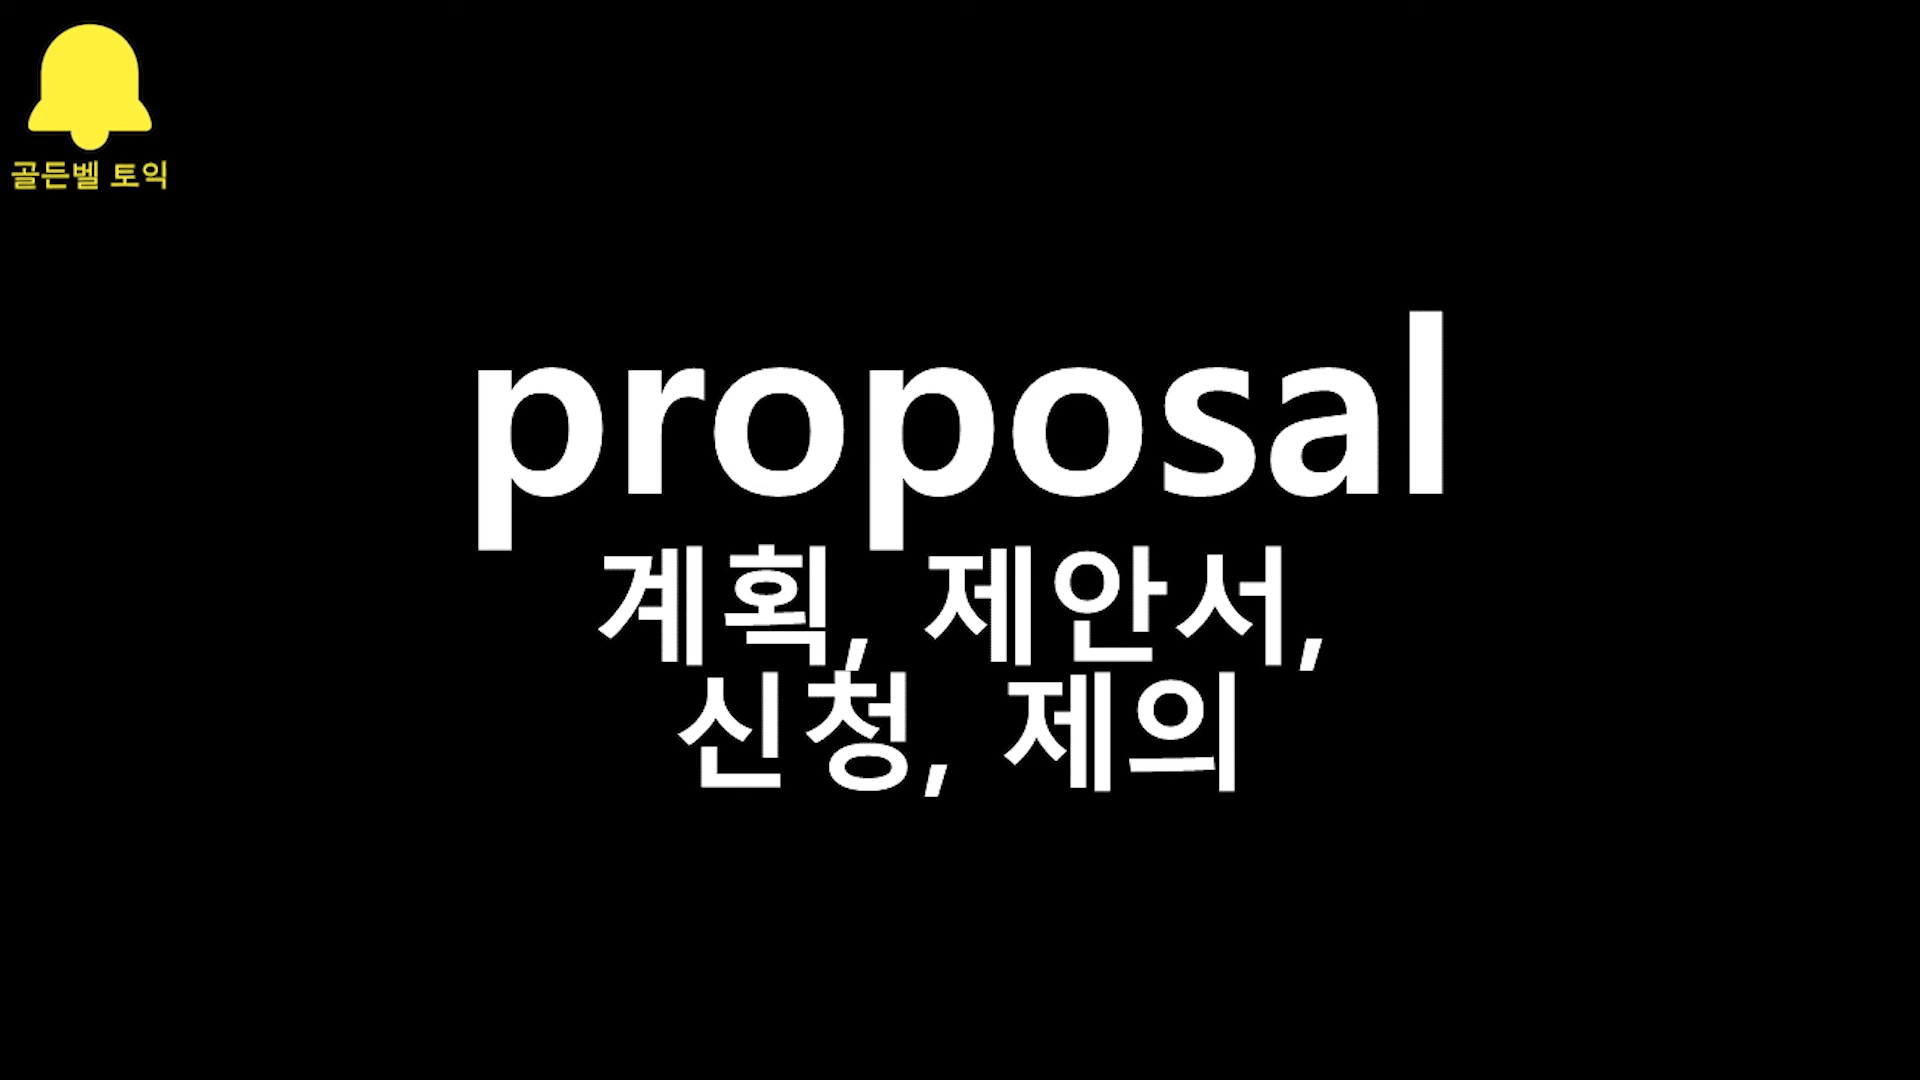 골든벨 토익
proposal
계획, 제안서,
신청, 제의